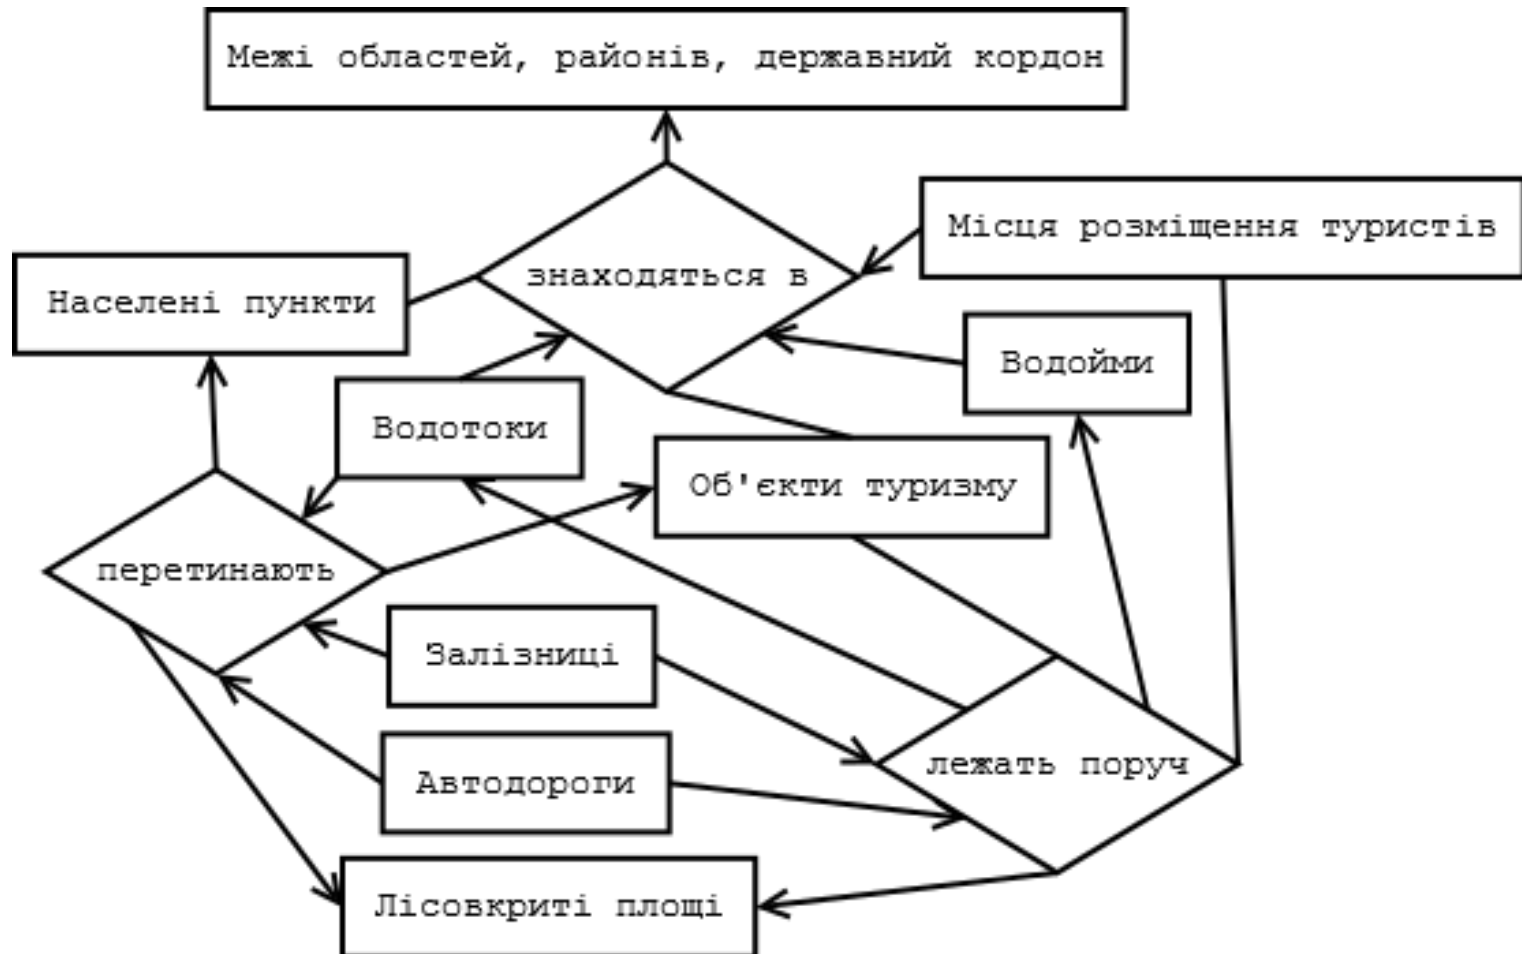 Межі областей, районів, державний кордон
Місця розміщення туристів
знаходяться в
Населені пункти
Водойми
Водотоки
Об'єкти туризму
перетинають
Залізниці
лежать поруч
Автодороги
Лісовкриті площі